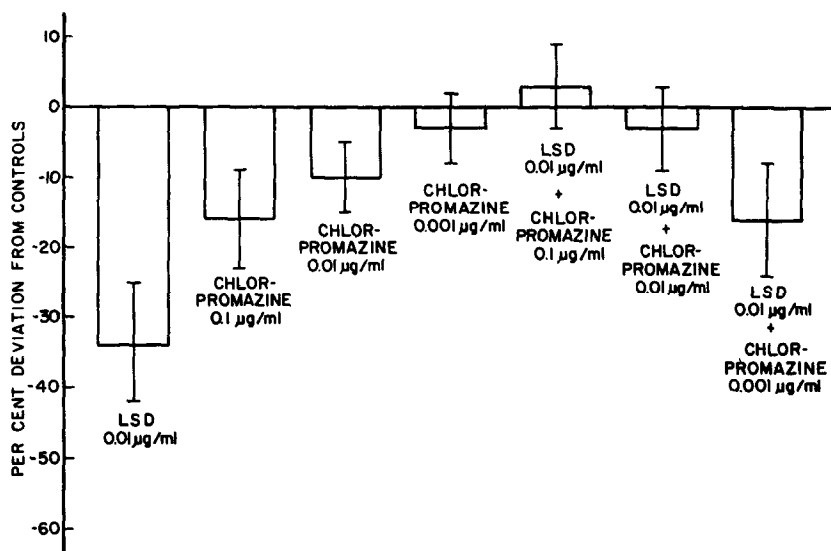 PER CENT DEVIATION FROM CONTROLS
10
0
-10
-20
-30
-40
-50
-60
LSD
0.01 µg/ml
CHLOR-
PROMAZINE
0.1 µg/ml
CHLOR-
PROMAZINE
0.01 µg/ml
CHLOR-
PROMAZINE
0.001 µg/ml
LSD
0.01 µg/ml
+
CHLOR-
PROMAZINE
0.1 µg/ml
LSD
0.01 µg/ml
+
CHLOR-
PROMAZINE
0.01 µg/ml
LSD
0.01 µg/ml
+
CHLOR-
PROMAZINE
0.001 µg/ml